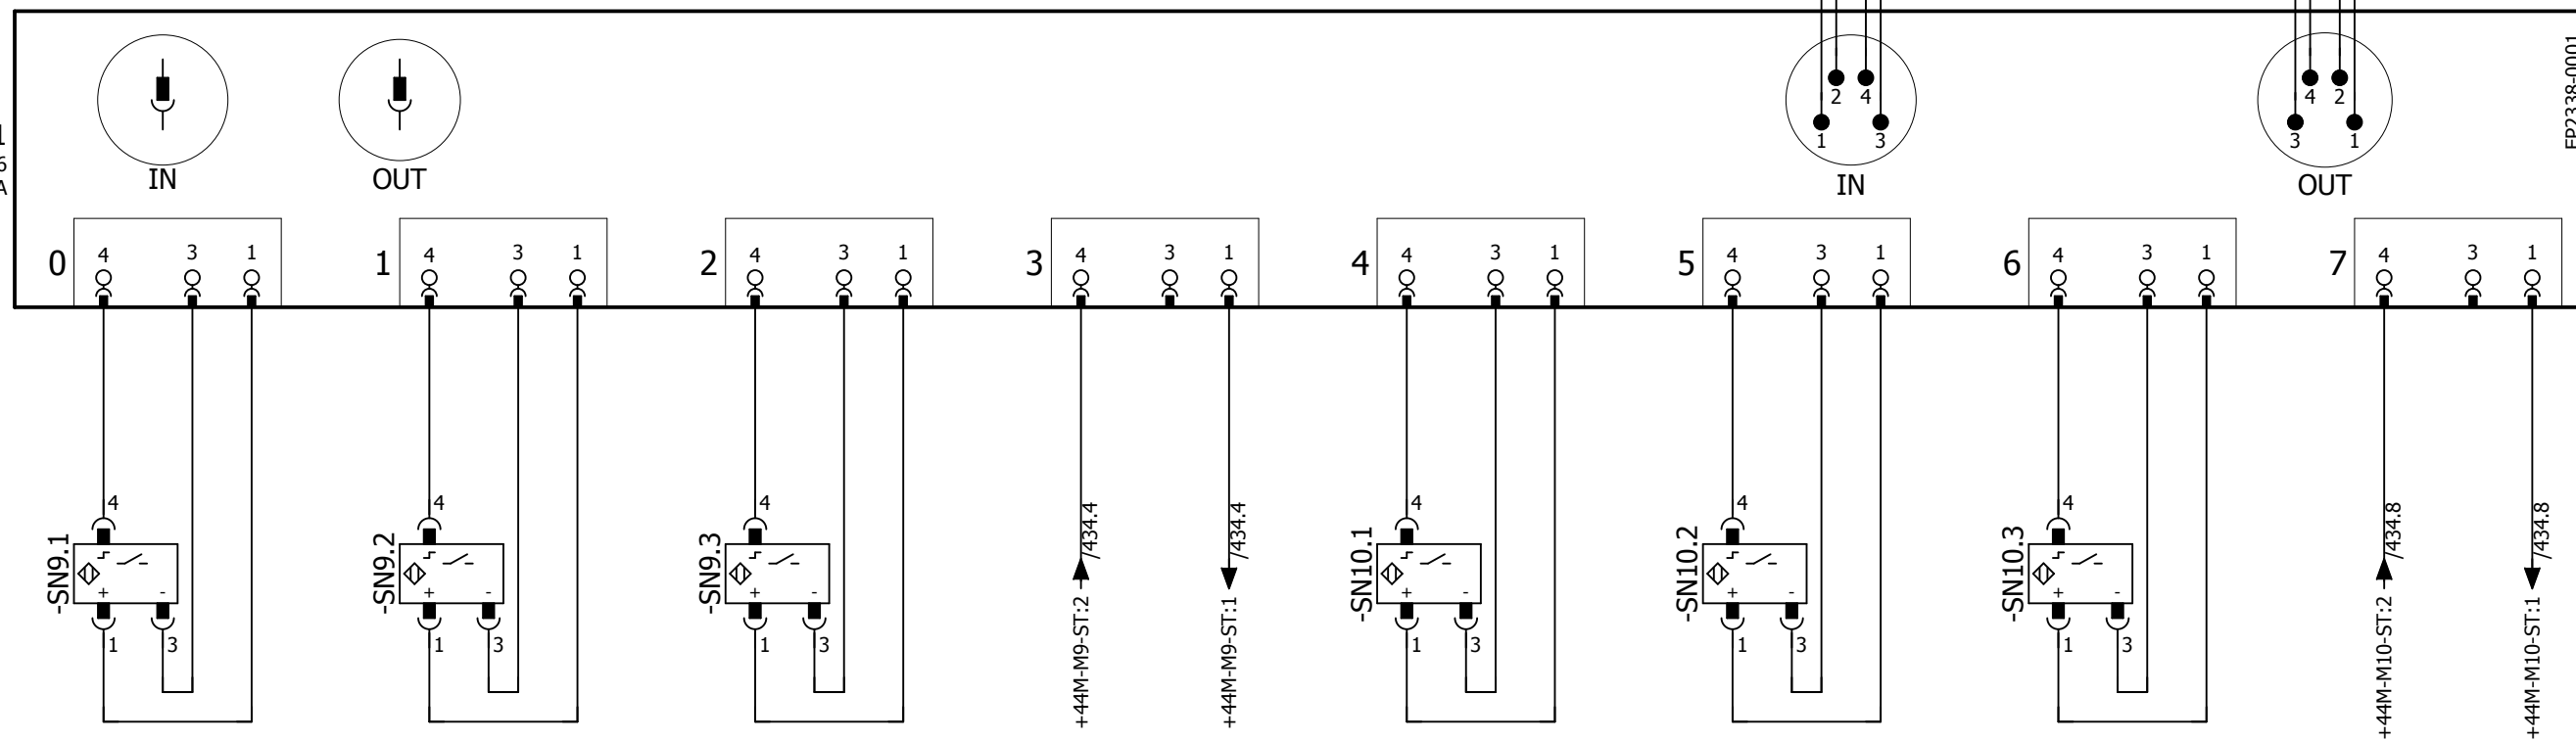 1
6
A
IN
OUT
2 4
1 3
IN
4 2
3 1
OUT
EP2338-0001
0 4 3 1
1 4 3 1
2 4 3 1
3 4 3 1
4 4 3 1
5 4 3 1
6 4 3 1
7 4 3 1
-SN9.1
4
+ -
1 3
-SN9.2
4
+ -
1 3
-SN9.3
4
+ -
1 3
+44M-M9-ST:2
/434.4
+44M-M9-ST:1
/434.4
-SN10.1
4
+ -
1 3
-SN10.2
4
+ -
1 3
-SN10.3
4
+ -
1 3
+44M-M10-ST:2
/434.8
+44M-M10-ST:1
/434.8